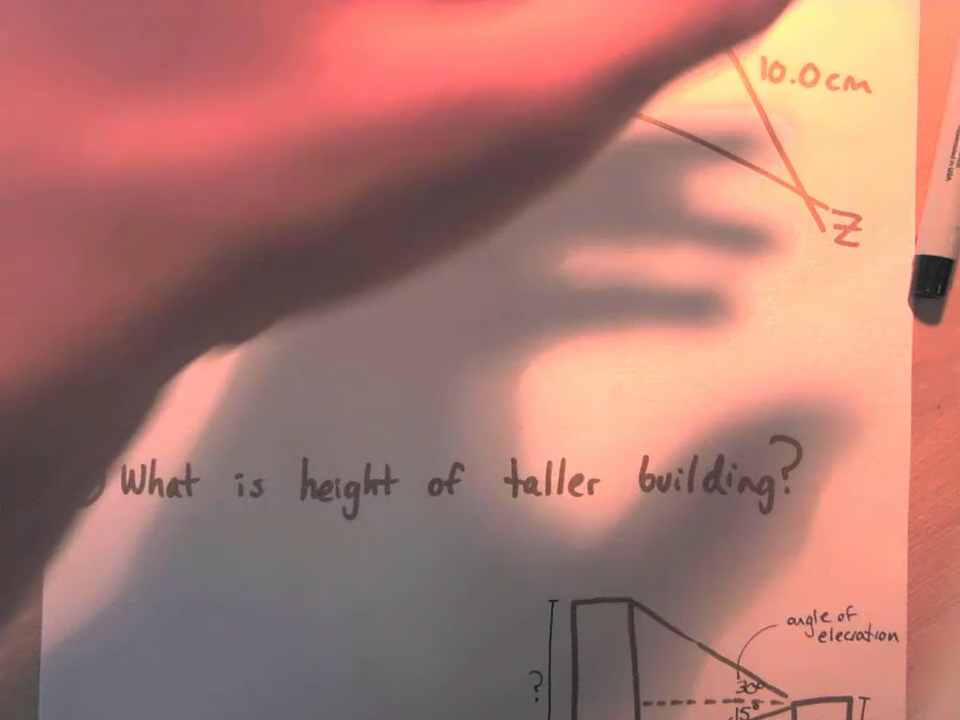 10.0cm
Z
What is height of taller building?
angle of
elevation
30°
?
15°